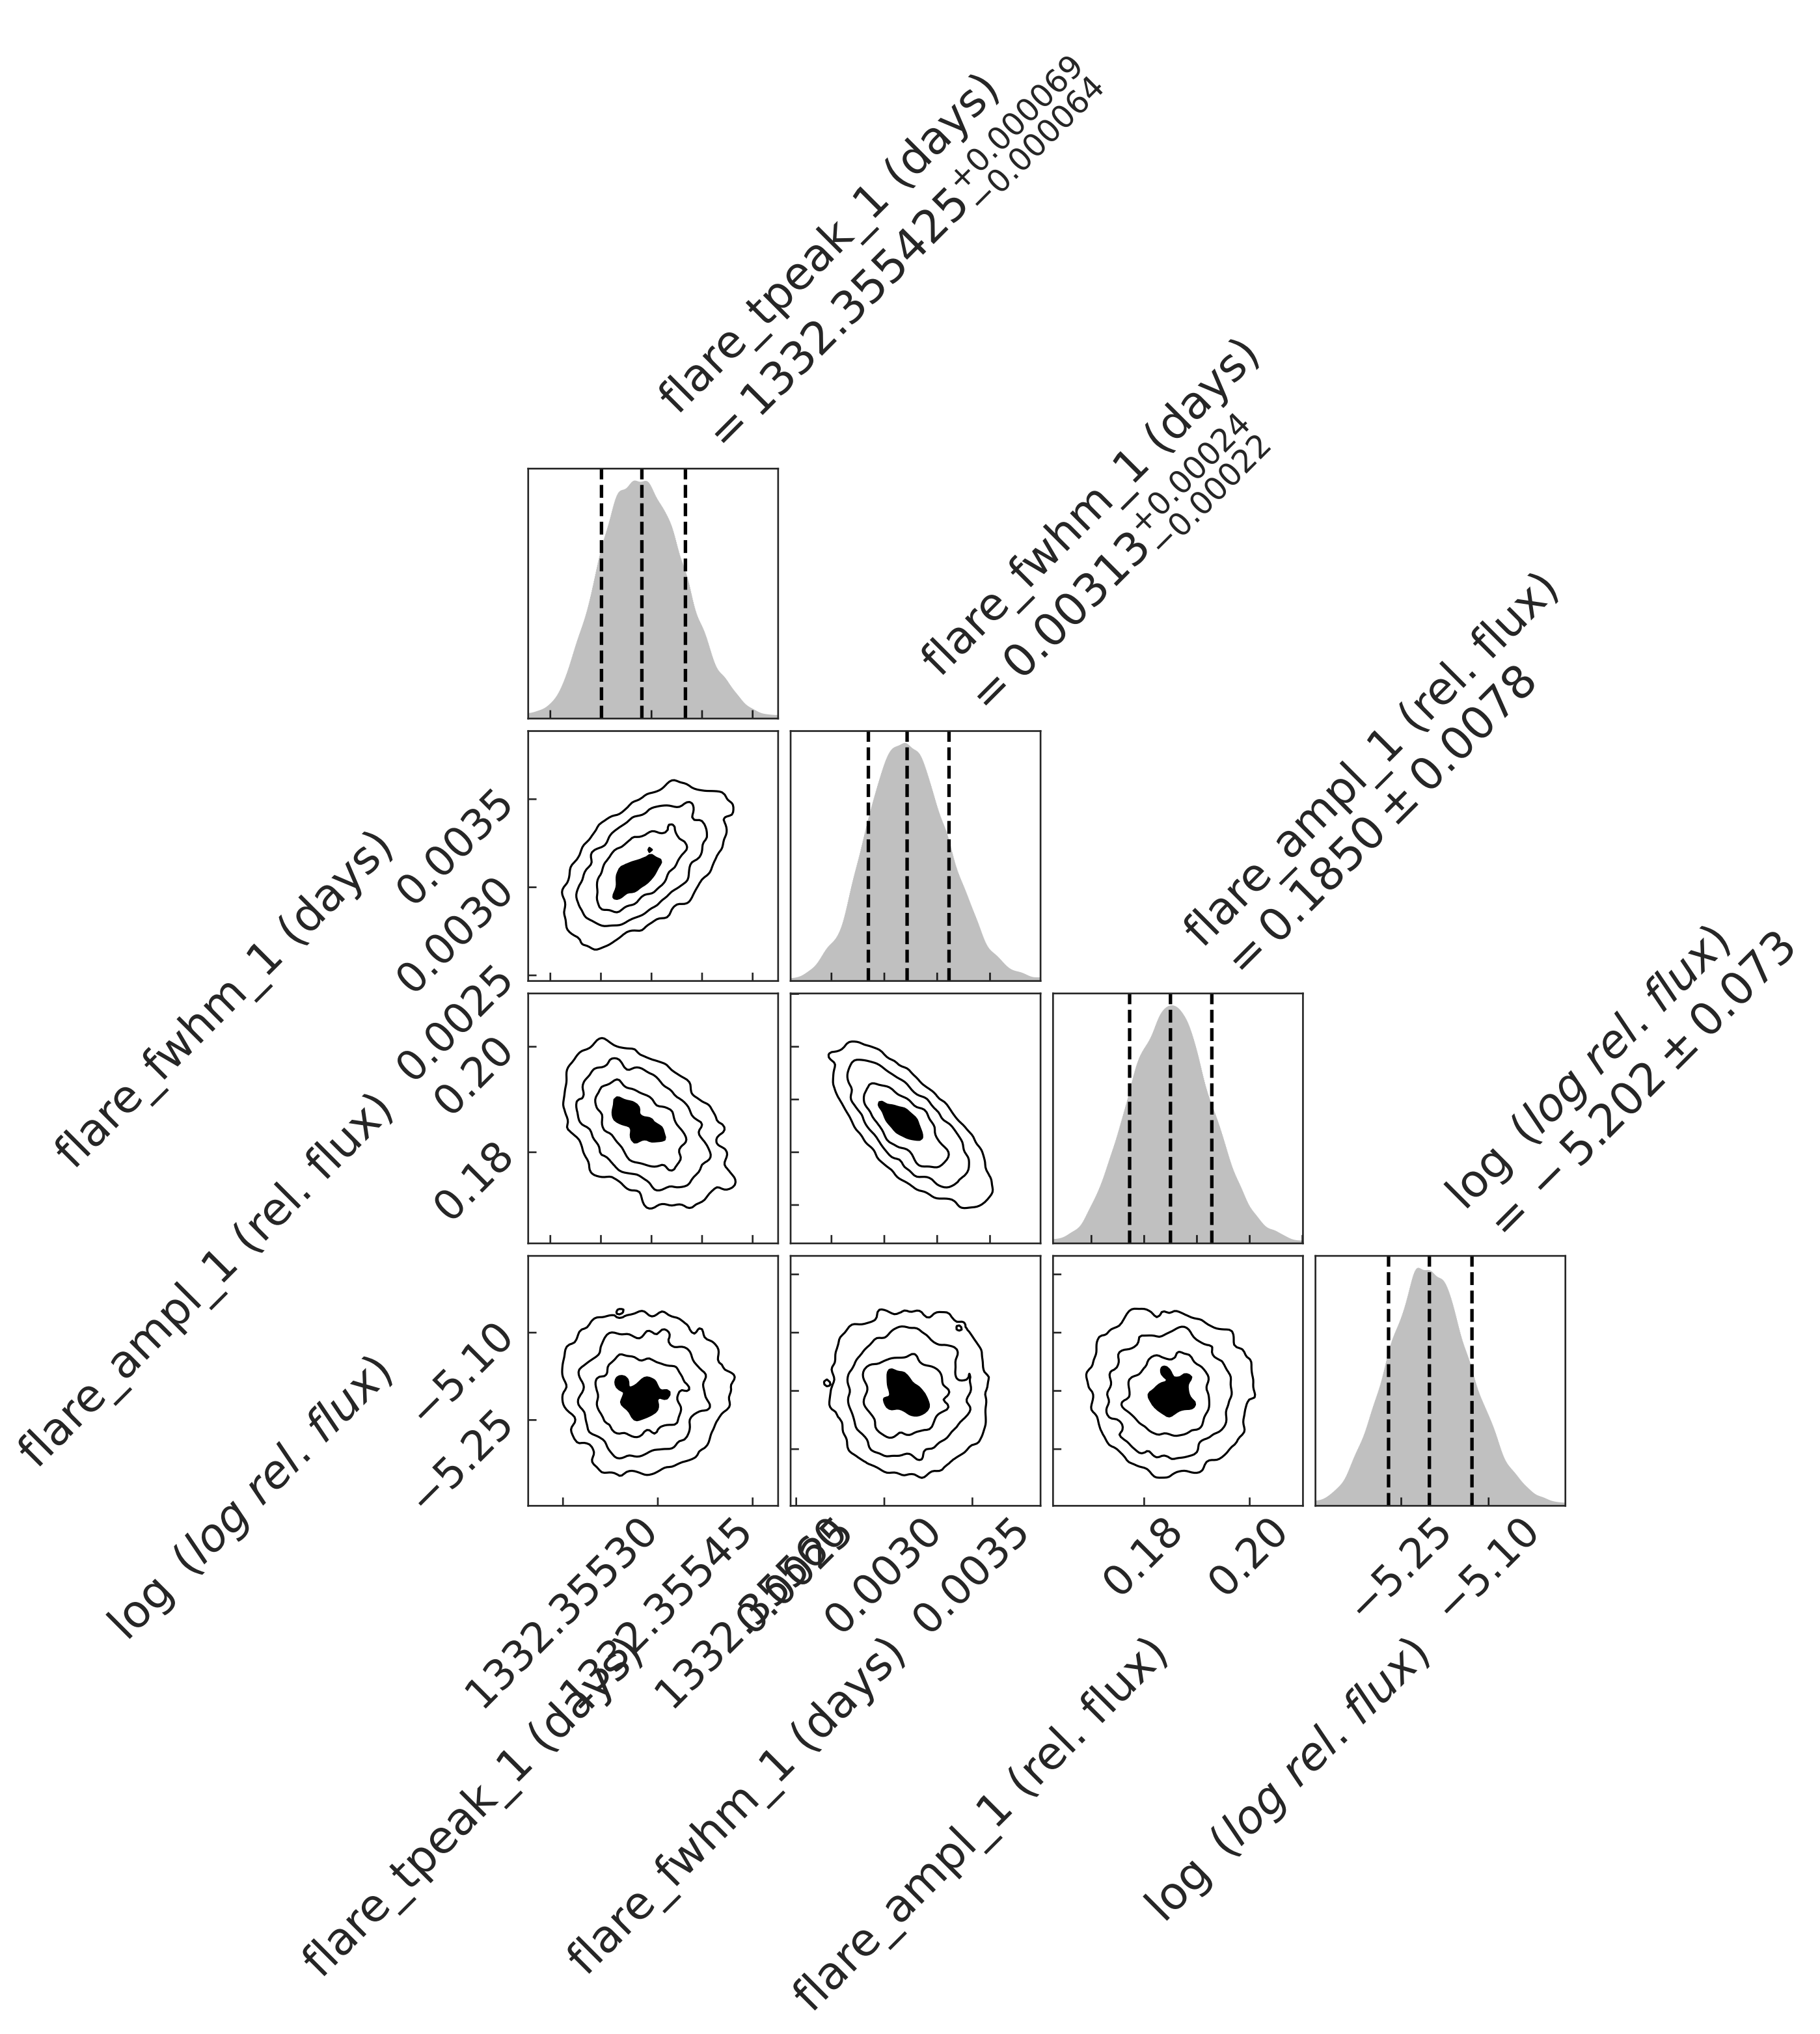 flare_tpeak_1 (days)
= 1332.355425+0.000069−0.000064
flare_fwhm_1 (days)
= 0.00313+0.00024−0.00022
flare_ampl_1 (rel. flux)
= 0.1850 ± 0.0078
log (log rel. flux)
= − 5.202 ± 0.073
flare_fwhm_1 (days)
0.0035
0.0030
0.0025
flare_ampl_1 (rel. flux)
0.20
0.18
log (log rel. flux)
−5.10
−5.25
1332.35530
1332.35545
0.0030
0.0035
0.18
0.20
−5.25
−5.10
flare_tpeak_1 (days)
flare_fwhm_1 (days)
flare_ampl_1 (rel. flux)
log (log rel. flux)